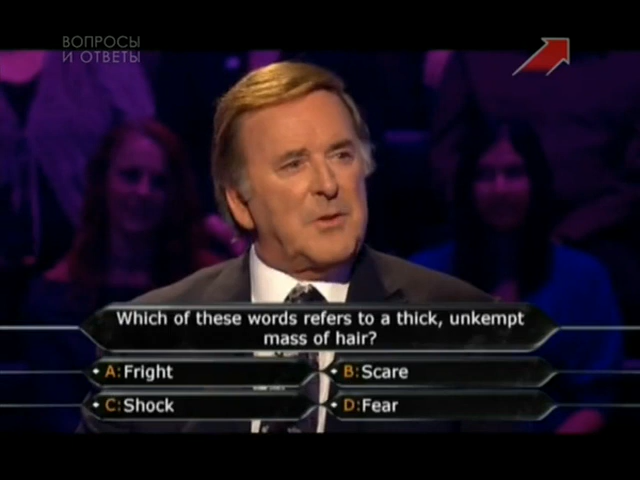 ВОПРОСЫ
И ОТВЕТЫ
Which of these words refers to a thick, unkempt
mass of hair?
A: Fright
B: Scare
C: Shock
D: Fear